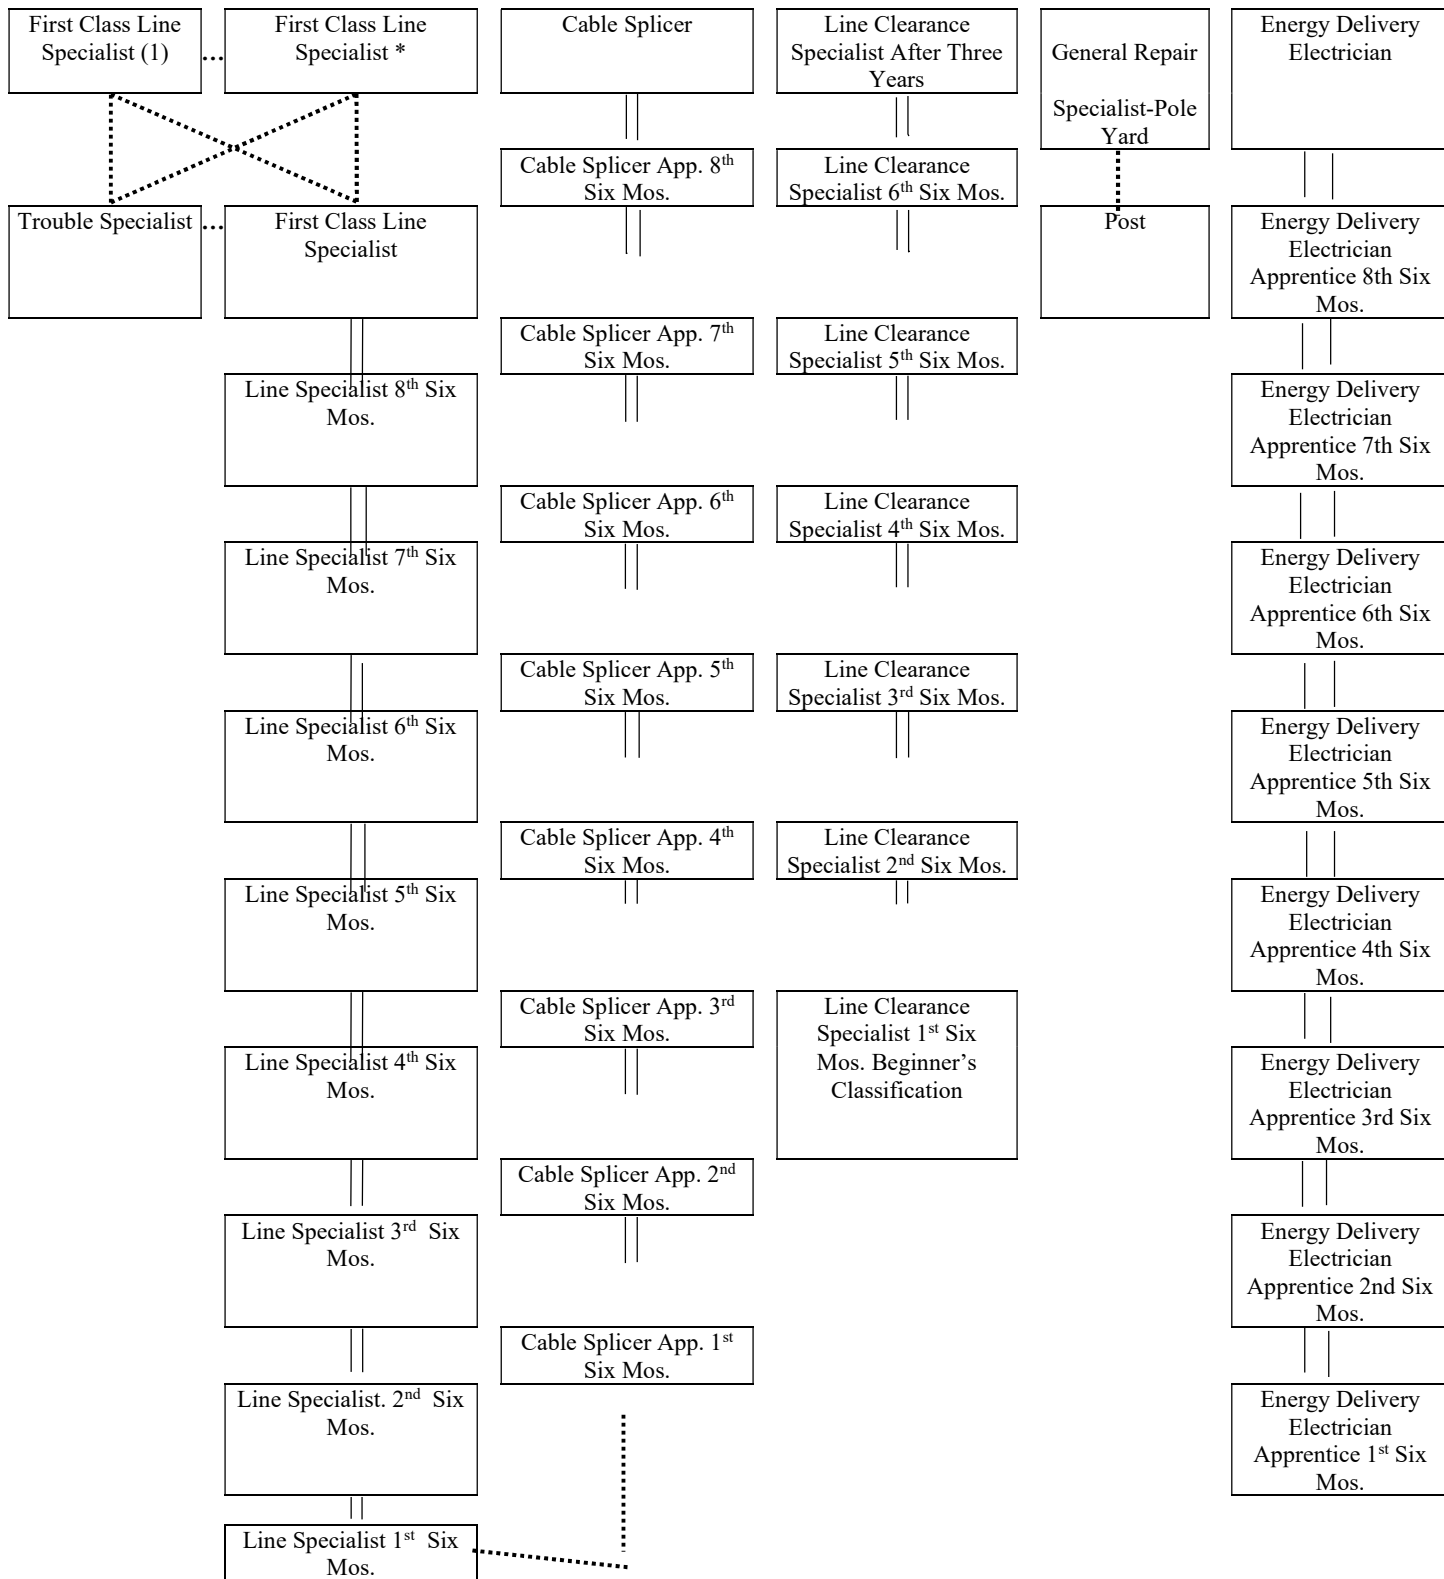 First Class Line
Specialist (1)
...
First Class Line
Specialist *
Cable Splicer
Line Clearance
Specialist After Three
Years
General Repair
Specialist-Pole
Yard
Energy Delivery
Electrician
Cable Splicer App. 8th
Six Mos.
Line Clearance
Specialist 6th Six Mos.
Trouble Specialist
...
First Class Line
Specialist
Post
Energy Delivery
Electrician
Apprentice 8th Six
Mos.
Cable Splicer App. 7th
Six Mos.
Line Clearance
Specialist 5th Six Mos.
Line Specialist 8th Six
Mos.
Energy Delivery
Electrician
Apprentice 7th Six
Mos.
Cable Splicer App. 6th
Six Mos.
Line Clearance
Specialist 4th Six Mos.
Line Specialist 7th Six
Mos.
Energy Delivery
Electrician
Apprentice 6th Six
Mos.
Cable Splicer App. 5th
Six Mos.
Line Clearance
Specialist 3rd Six Mos.
Line Specialist 6th Six
Mos.
Energy Delivery
Electrician
Apprentice 5th Six
Mos.
Cable Splicer App. 4th
Six Mos.
Line Clearance
Specialist 2nd Six Mos.
Line Specialist 5th Six
Mos.
Energy Delivery
Electrician
Apprentice 4th Six
Mos.
Cable Splicer App. 3rd
Six Mos.
Line Clearance
Specialist 1st Six
Mos. Beginner’s
Classification
Line Specialist 4th Six
Mos.
Energy Delivery
Electrician
Apprentice 3rd Six
Mos.
Cable Splicer App. 2nd
Six Mos.
Line Specialist 3rd Six
Mos.
Energy Delivery
Electrician
Apprentice 2nd Six
Mos.
Cable Splicer App. 1st
Six Mos.
Line Specialist. 2nd Six
Mos.
Energy Delivery
Electrician
Apprentice 1st Six
Mos.
Line Specialist 1st Six
Mos.